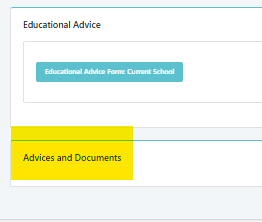 Educational Advice
Educational Advice Form: Current School
Advices and Documents